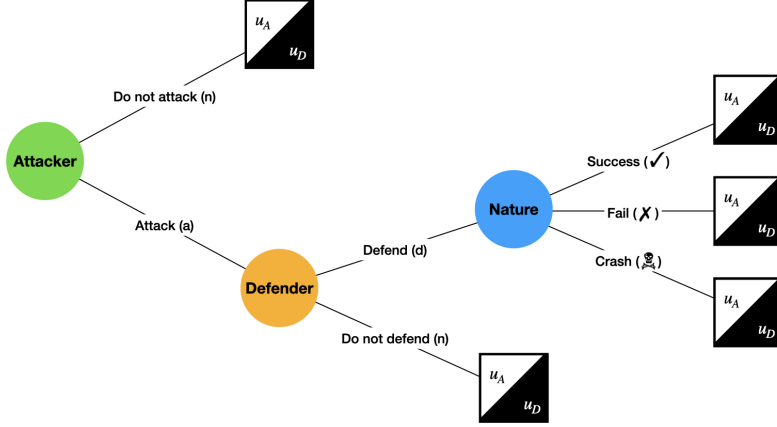 u_A
u_D
Do not attack (n)
Attacker
u_A
u_D
Success (✓)
Nature
Attack (a)
Fail (✗)
u_A
u_D
Defend (d)
Crash (☠)
Defender
u_A
u_D
Do not defend (n)
u_A
u_D